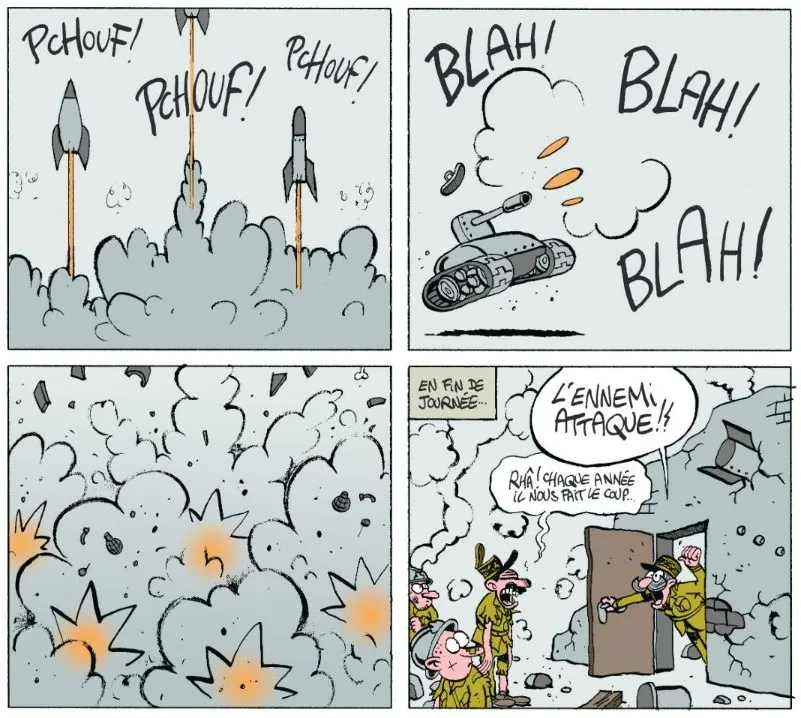 PCHOUF!
PCHOUF!
PCHOUF!
BLAH!
BLAH!
BLAH!
EN FIN DE
JOURNÉE...
L'ENNEMI
ATTAQUE!!
RHÂ! CHAQUE ANNÉE
IL NOUS FAIT LE COUP...